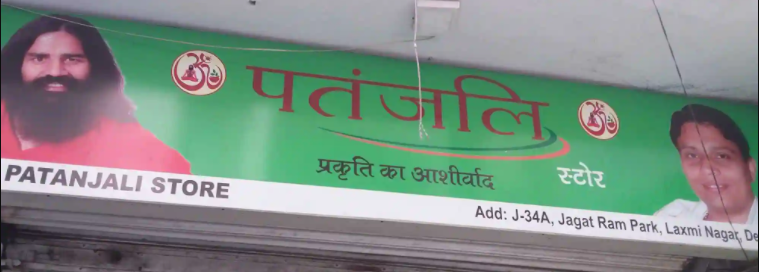 पतंजलि
प्रकृति का आशीर्वाद
स्टोर
PATANJALI STORE
Add: J-34A, Jagat Ram Park, Laxmi Nagar, De